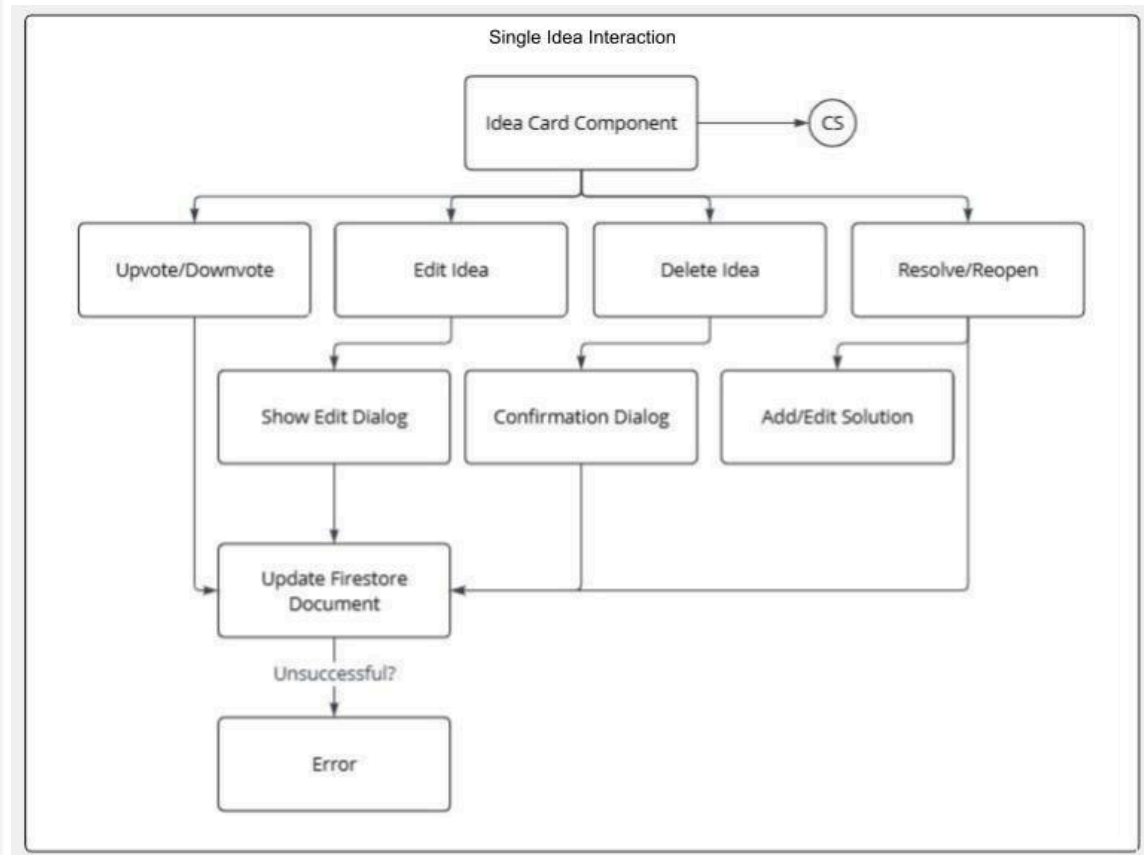 Single Idea Interaction
Idea Card Component
CS
Upvote/Downvote
Edit Idea
Delete Idea
Resolve/Reopen
Show Edit Dialog
Confirmation Dialog
Add/Edit Solution
Update Firestore
Document
Unsuccessful?
Error